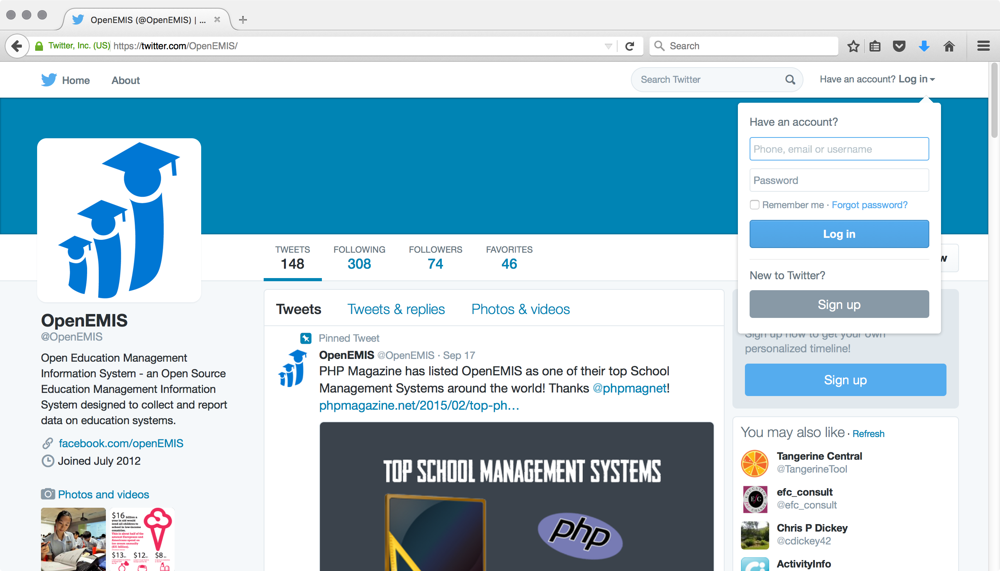 OpenEMIS (@OpenEMIS) | ...
Twitter, Inc. (US) https://twitter.com/OpenEMIS/
Search
Home
About
Search Twitter
Have an account? Log in
Have an account?
Phone, email or username
Password
Remember me · Forgot password?
Log in
New to Twitter?
Sign up
TWEETS
148
FOLLOWING
308
FOLLOWERS
74
FAVORITES
46
w
OpenEMIS
@OpenEMIS
Open Education Management
Information System - an Open Source
Education Management Information
System designed to collect and report
data on education systems.
facebook.com/openEMIS
Joined July 2012
Photos and videos
$16 billion a
year in aid would
send all children to
school in low-income
countries.
This is about half of the
amount Europeans and
Americans spend on
ice cream annually
($31 billion).
$13
$12
$8
Tweets
Tweets & replies
Photos & videos
Pinned Tweet
OpenEMIS @OpenEMIS · Sep 17
PHP Magazine has listed OpenEMIS as one of their top School
Management Systems around the world! Thanks @phpmagnet!
phpmagazine.net/2015/02/top-ph…
TOP SCHOOL MANAGEMENT SYSTEMS
php
Sign up now to get your own
personalized timeline!
Sign up
You may also like · Refresh
Tangerine Central
@TangerineTool
EDUCATION
EfC
for CHANGE
efc_consult
@efc_consult
Chris P Dickey
@cdickey42
ActivityInfo